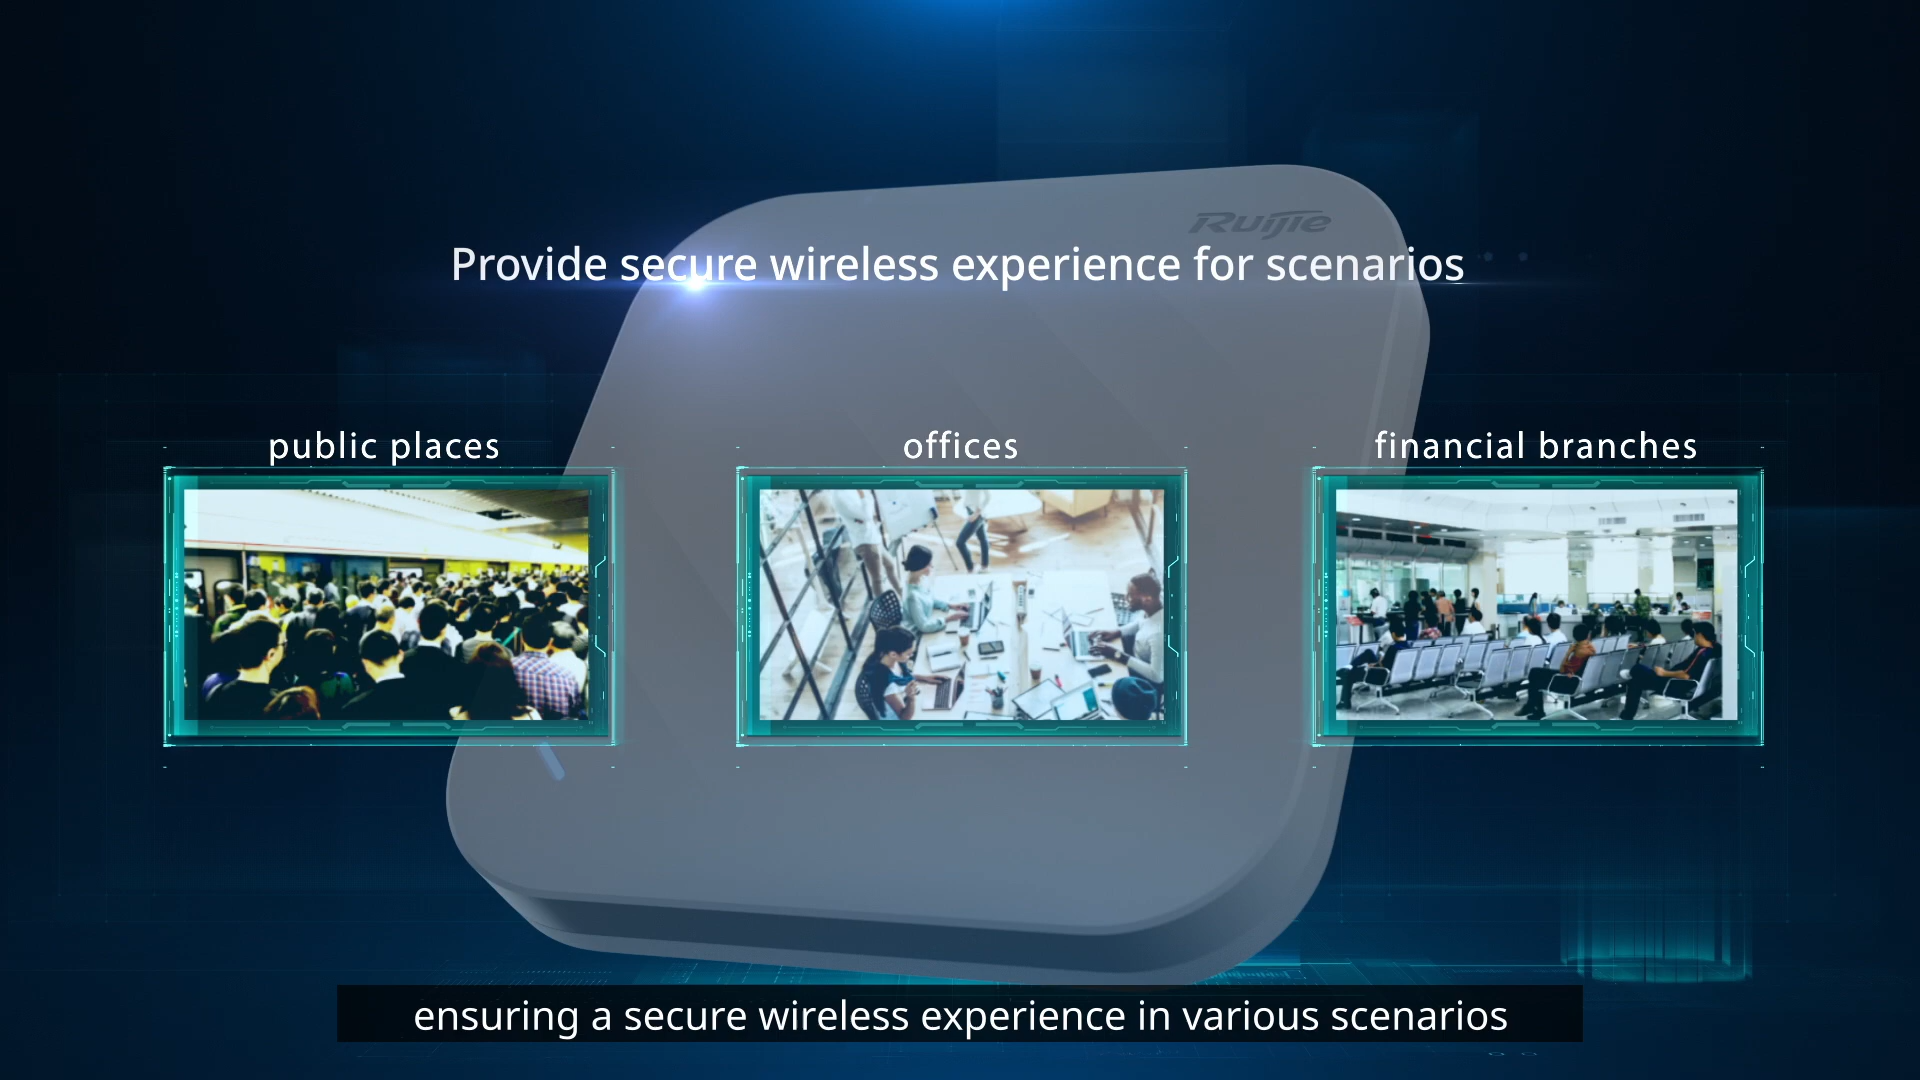 Ruijie
Provide secure wireless experience for scenarios
public places
offices
financial branches
ensuring a secure wireless experience in various scenarios